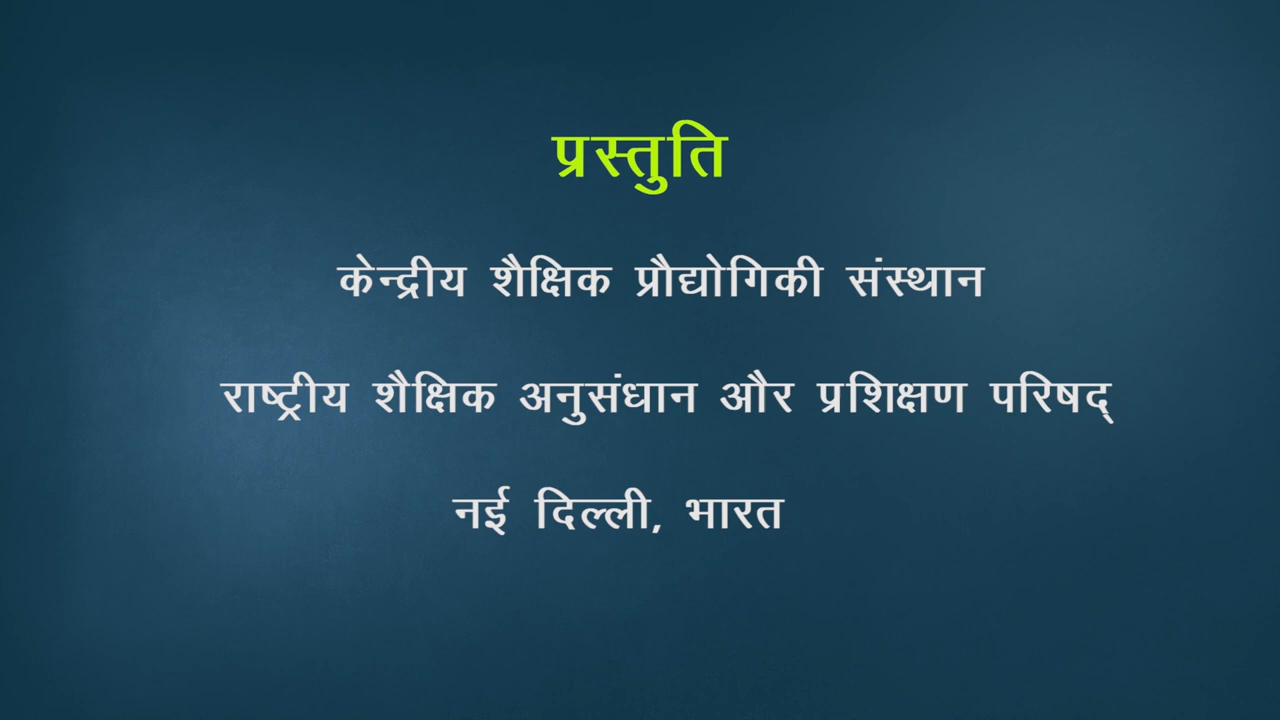 प्रस्तुति
केन्द्रीय शैक्षिक प्रौद्योगिकी संस्थान
राष्ट्रीय शैक्षिक अनुसंधान और प्रशिक्षण परिषद्
नई दिल्ली, भारत